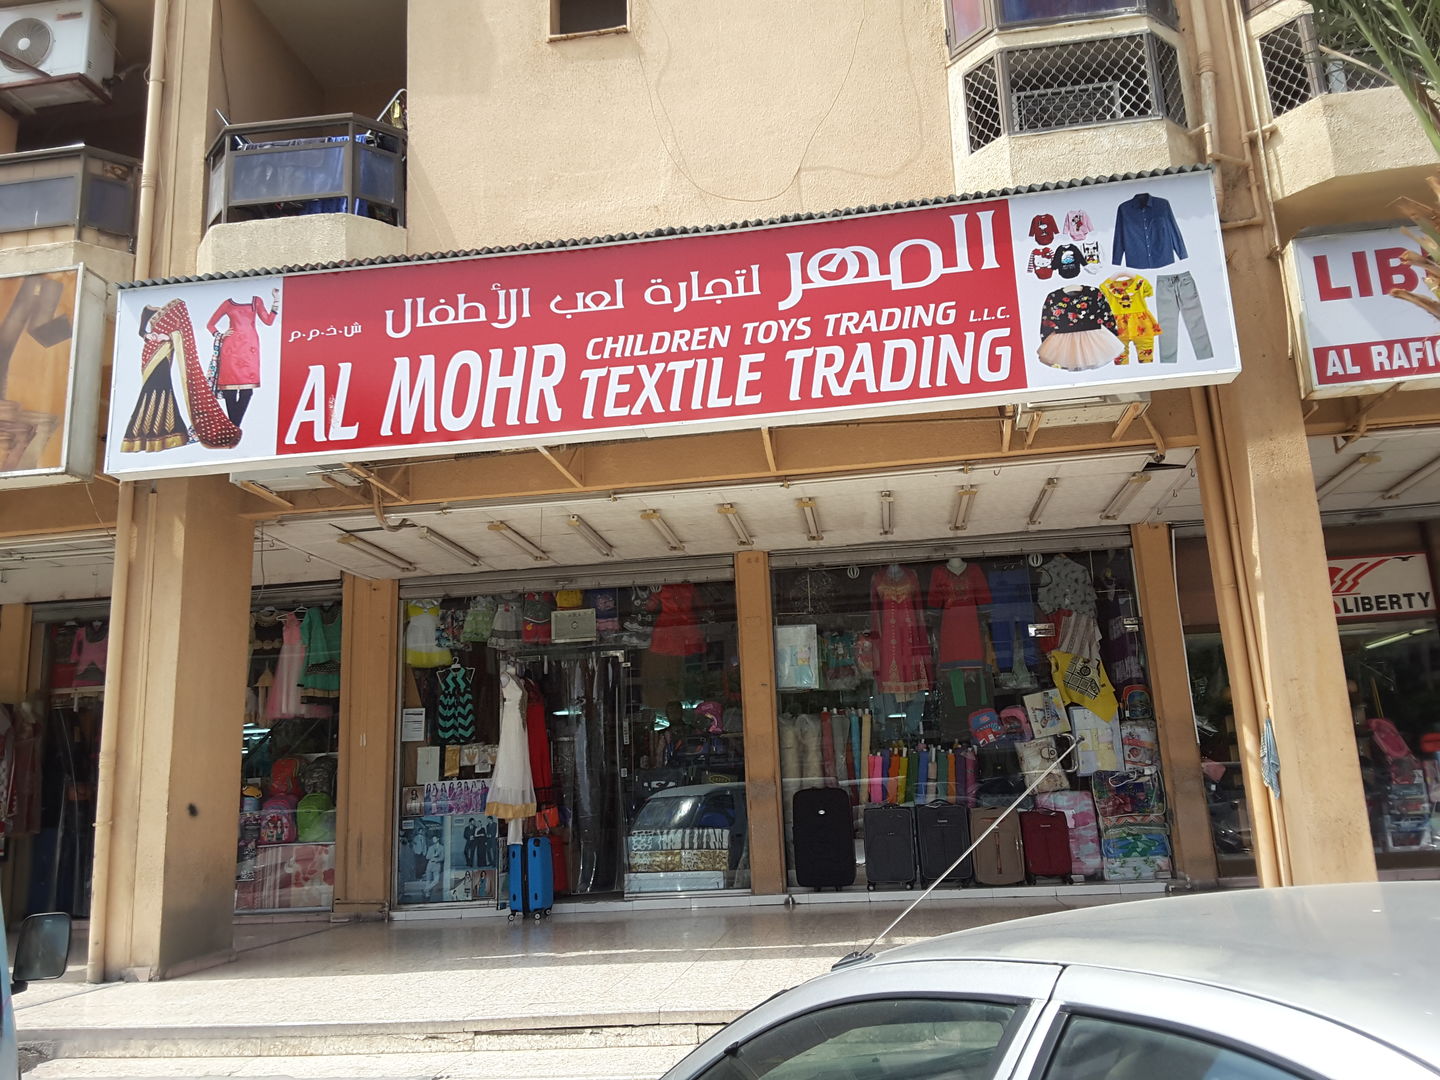 المهر لتجارة لعب الأطفال ش.ذ.م.م
CHILDREN TOYS TRADING L.L.C.
AL MOHR TEXTILE TRADING
LIB
AL RAFI
LIBERTY